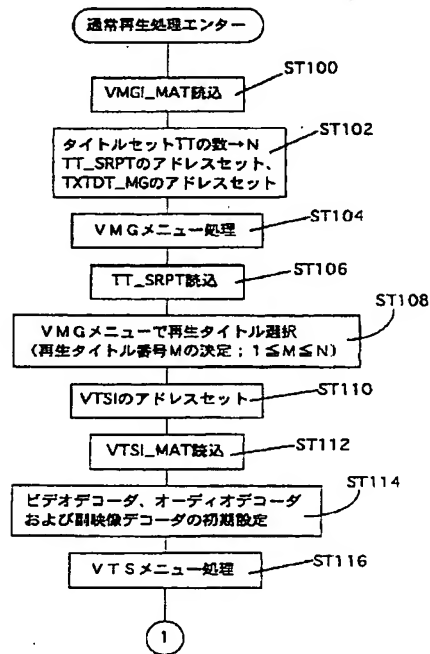 通常再生処理エンター
ST100
VMGI_MAT読込
ST102
タイトルセットTTの数→N
TT_SRPTのアドレスセット、
TXTDT_MGのアドレスセット
ST104
VMGメニュー処理
ST106
TT_SRPT読込
ST108
VMGメニューで再生タイトル選択
(再生タイトル番号Mの決定；1≦M≦N)
ST110
VTSIのアドレスセット
ST112
VTSI_MAT読込
ST114
ビデオデコーダ、オーディオデコーダ
および副映像デコーダの初期設定
ST116
VTSメニュー処理
1